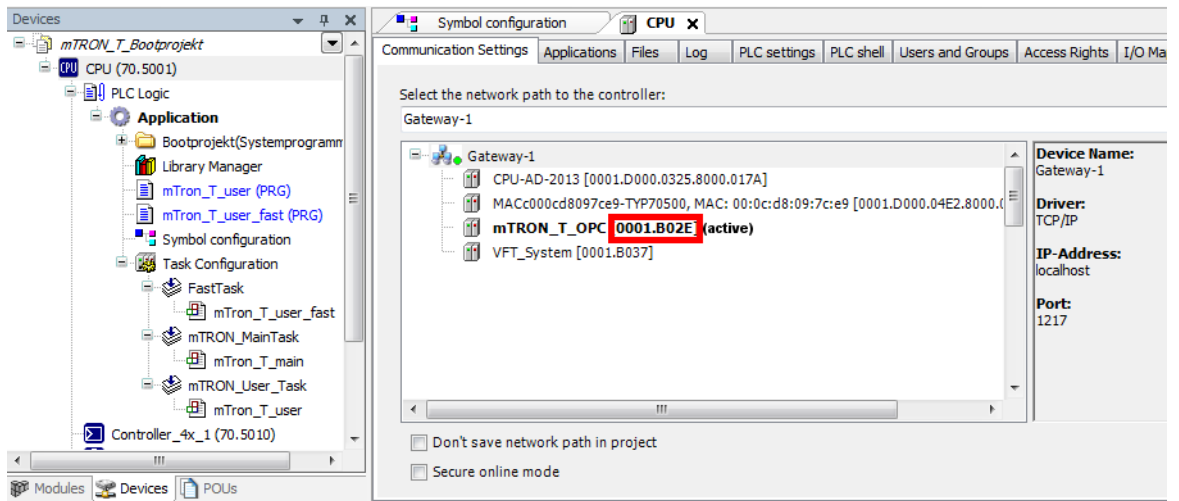 Devices
mTRON_T_Bootprojekt
CPU (70.5001)
PLC Logic
Application
Bootprojekt(Systemprogramm
Library Manager
mTron_T_user (PRG)
mTron_T_user_fast (PRG)
Symbol configuration
Task Configuration
FastTask
mTron_T_user_fast
mTRON_MainTask
mTron_T_main
mTRON_User_Task
mTron_T_user
Controller_4x_1 (70.5010)
Modules Devices POUs
Symbol configuration CPU
Communication Settings Applications Files Log PLC settings PLC shell Users and Groups Access Rights I/O Ma
Select the network path to the controller:
Gateway-1
Gateway-1
CPU-AD-2013 [0001.D000.0325.8000.017A]
MACc000cd8097ce9-TYP70500, MAC: 00:0c:d8:09:7c:e9 [0001.D000.04E2.8000.(
mTRON_T_OPC [0001.B02E] (active)
VFT_System [0001.B037]
Device Name:
Gateway-1
Driver:
TCP/IP
IP-Address:
localhost
Port:
1217
Don't save network path in project
Secure online mode